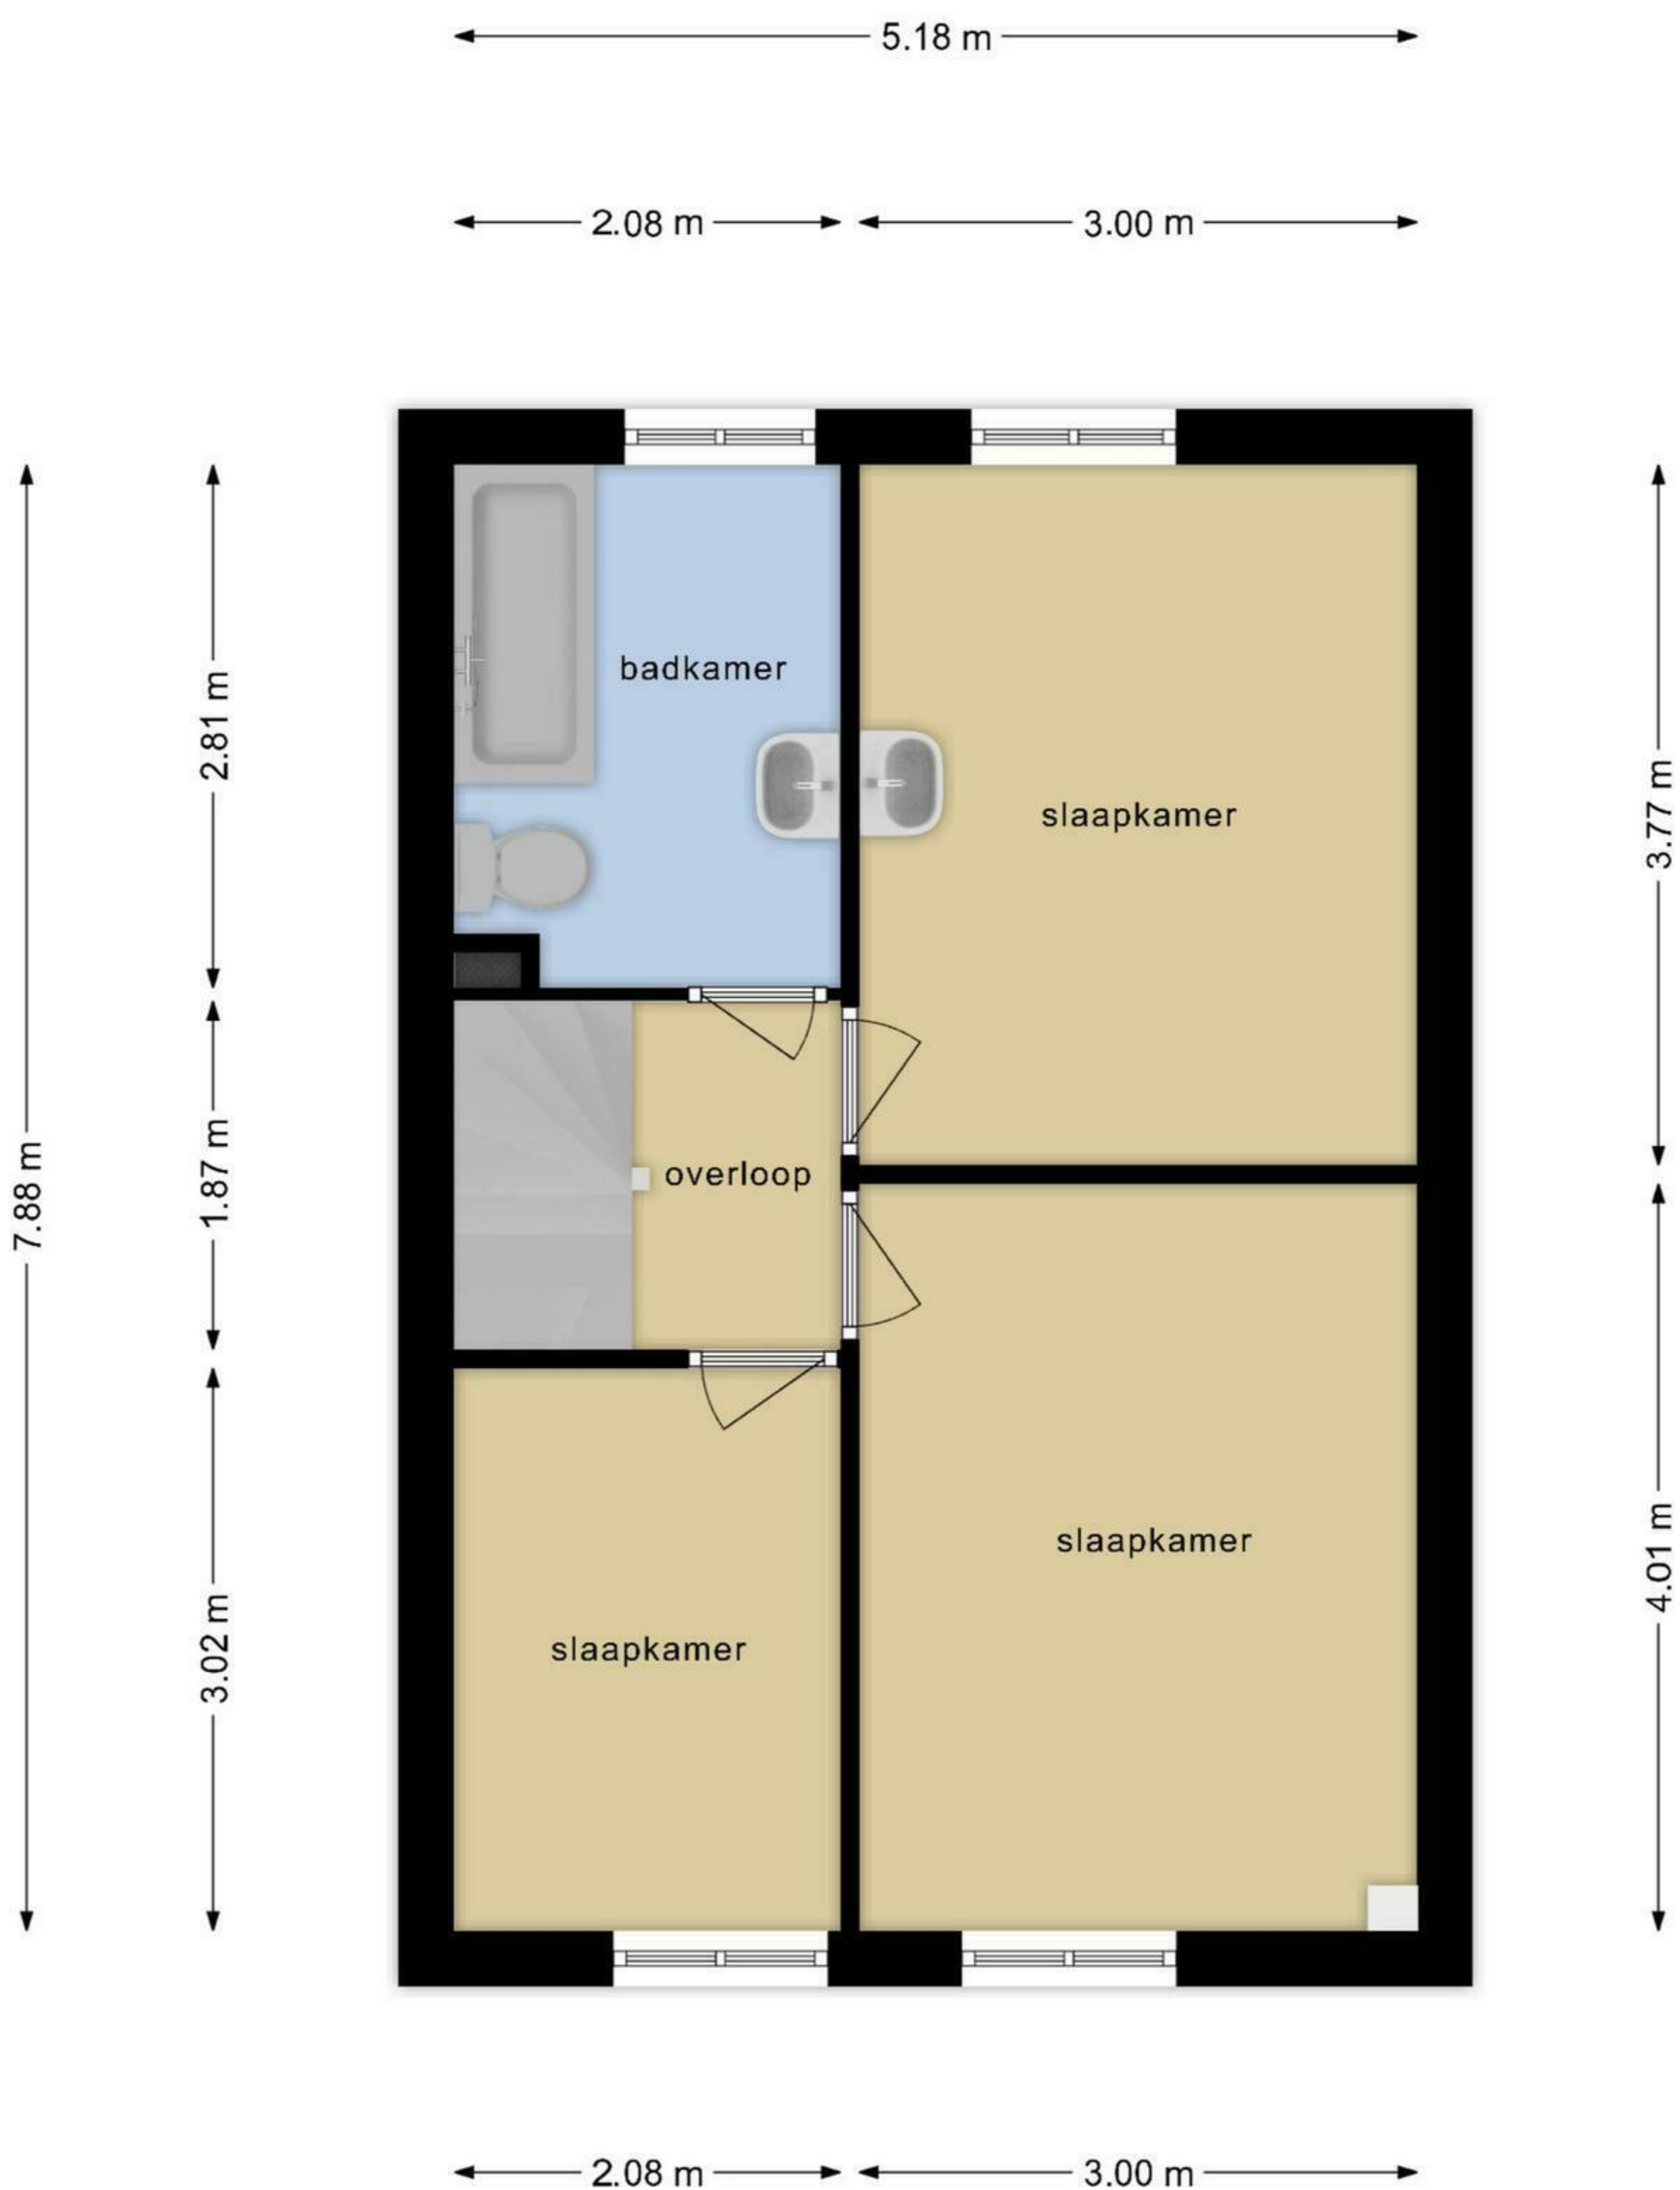 5.18 m
2.08 m
3.00 m
badkamer
2.81 m
slaapkamer
3.77 m
1.87 m
overloop
7.88 m
slaapkamer
4.01 m
3.02 m
slaapkamer
2.08 m
3.00 m